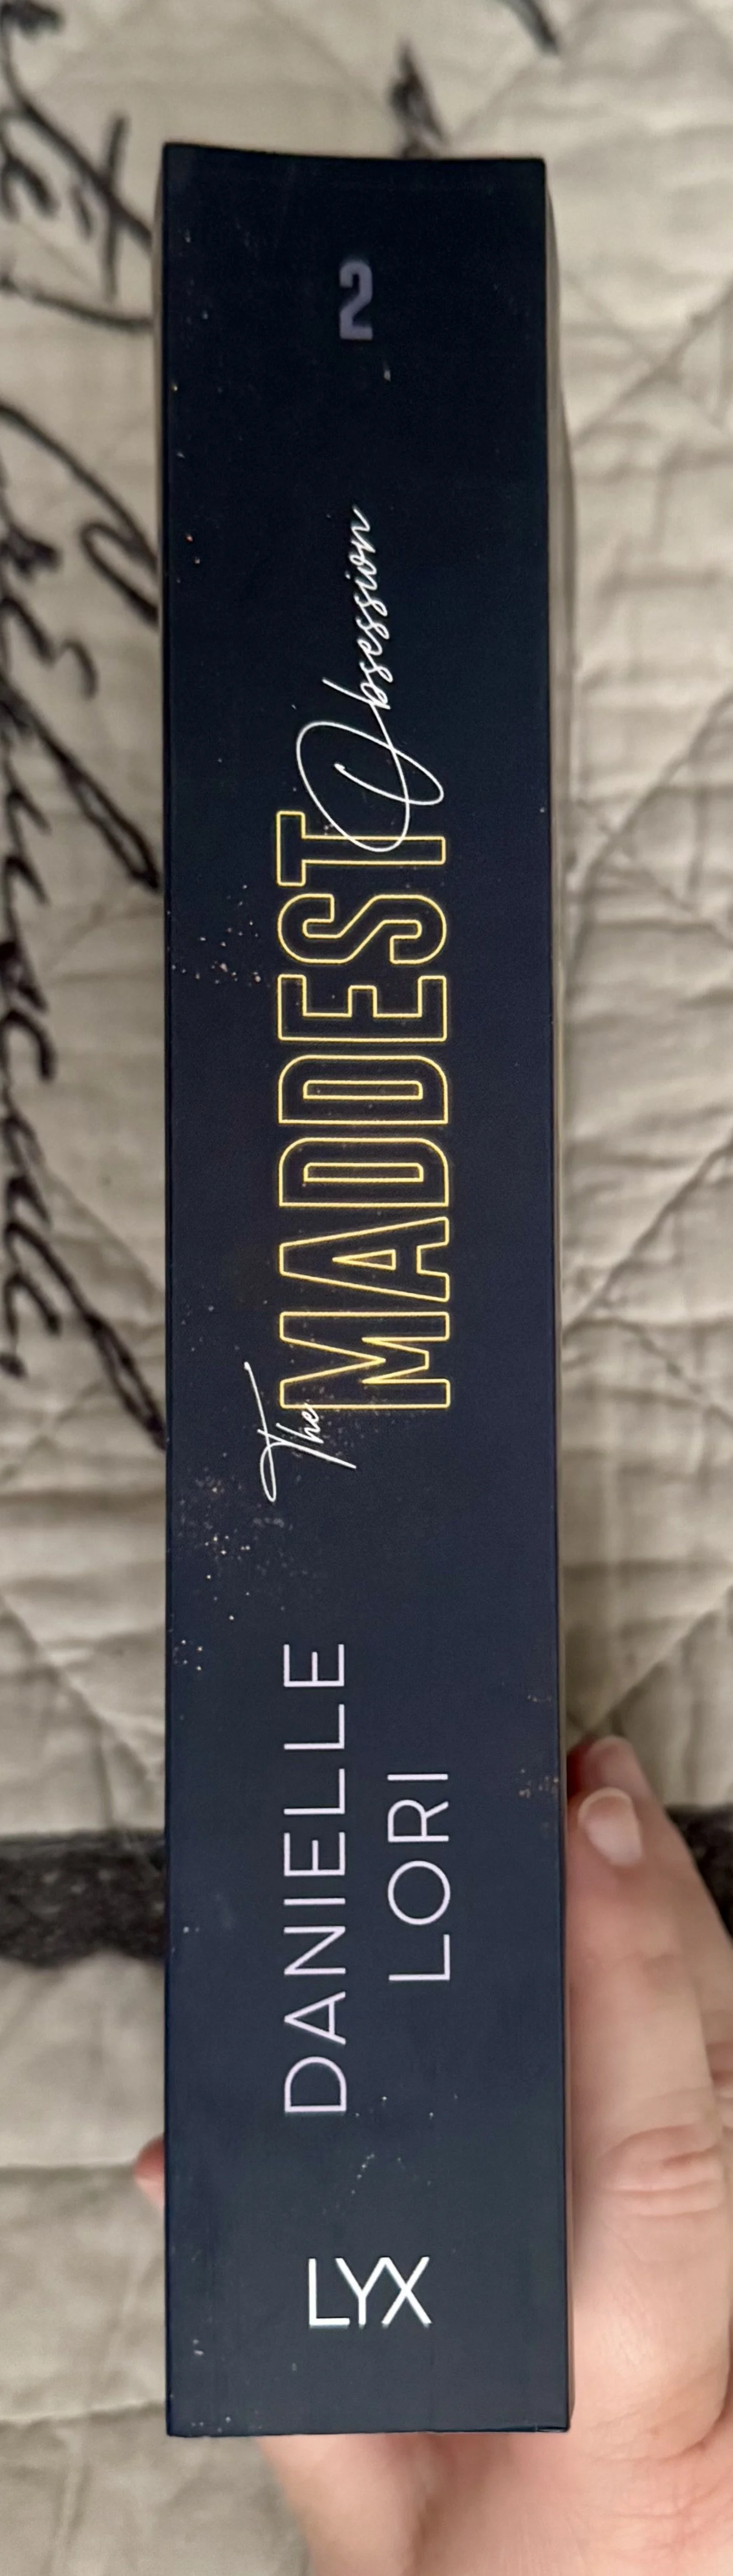 2
The
MADDEST
Obsession
DANIELLE
LORI
LYX